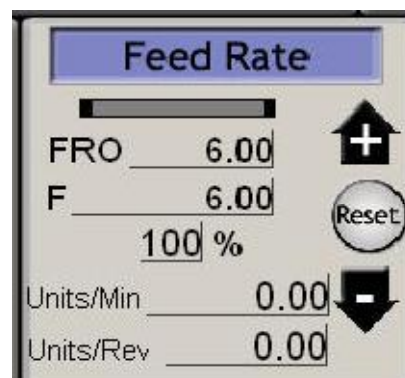 Feed Rate
FRO 6.00 +
F 6.00
Reset
100 %
Units/Min 0.00 -
Units/Rev 0.00